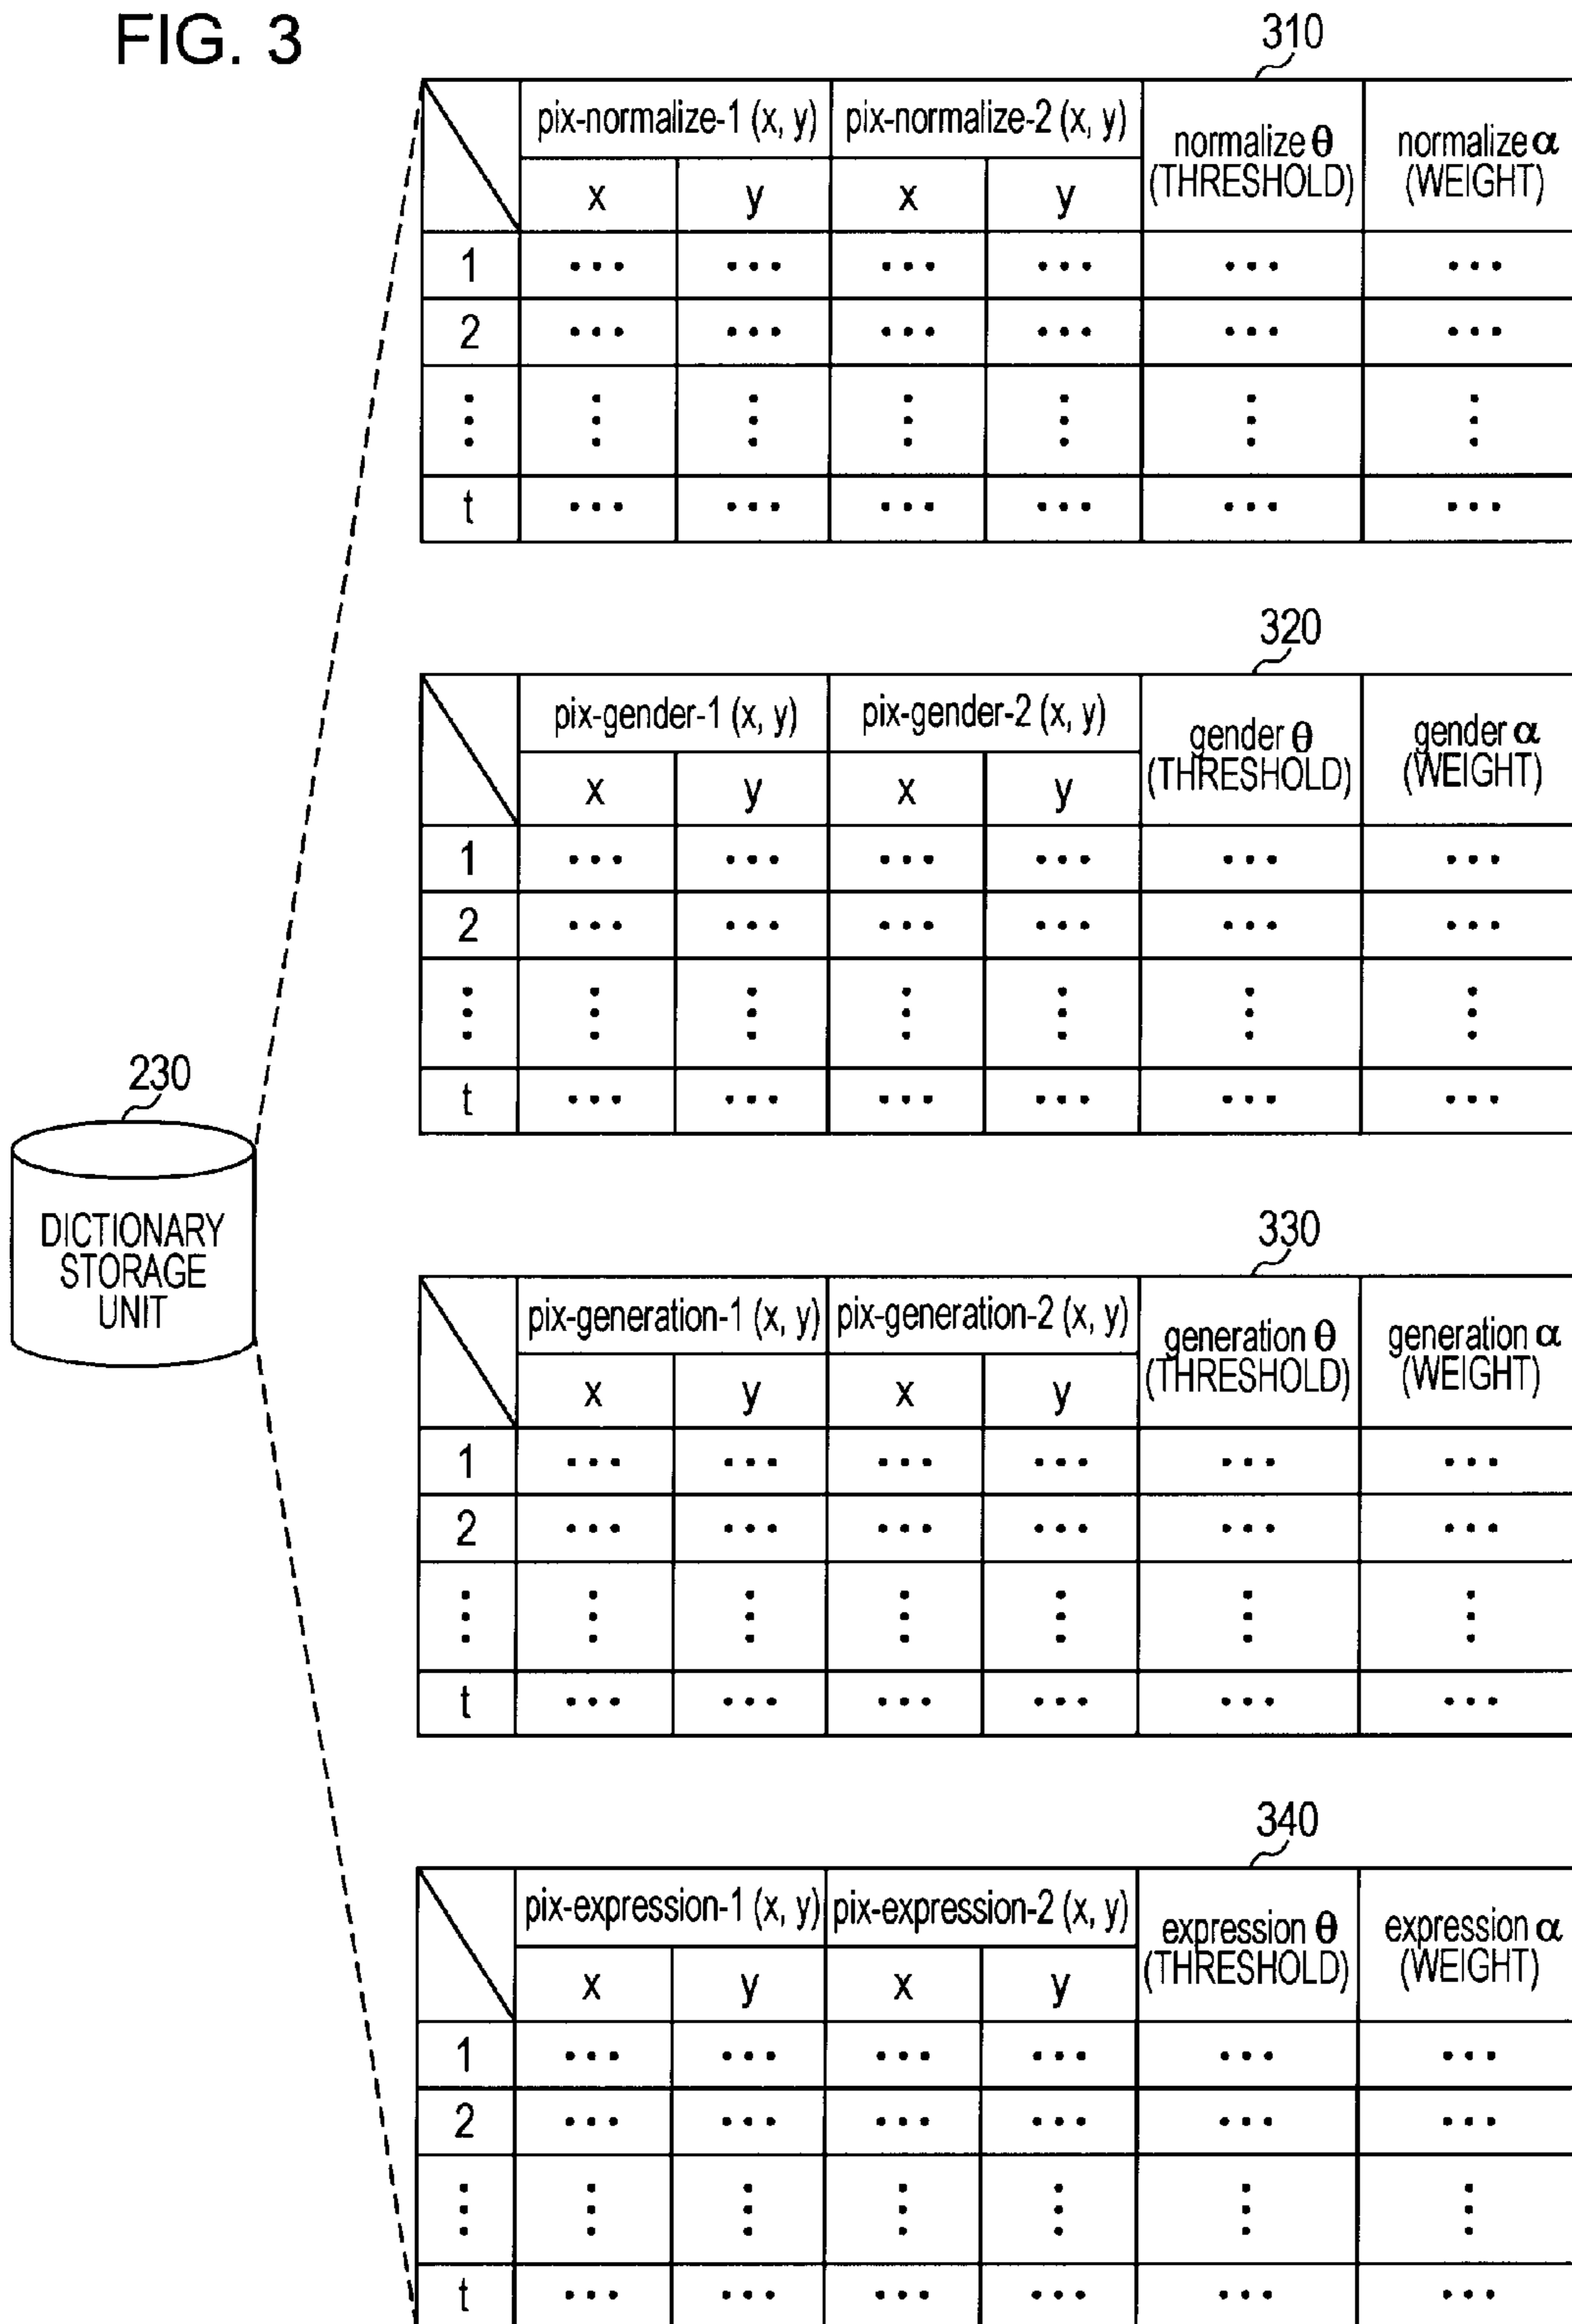 FIG. 3
310
pix-normalize-1 (x, y) pix-normalize-2 (x, y) normalize θ (THRESHOLD) normalize α (WEIGHT)
x y x y
1 ... ... ... ... ... ...
2 ... ... ... ... ... ...
⋮ ⋮ ⋮ ⋮ ⋮ ⋮ ⋮
t ... ... ... ... ... ...
320
pix-gender-1 (x, y) pix-gender-2 (x, y) gender θ (THRESHOLD) gender α (WEIGHT)
x y x y
1 ... ... ... ... ... ...
2 ... ... ... ... ... ...
⋮ ⋮ ⋮ ⋮ ⋮ ⋮ ⋮
t ... ... ... ... ... ...
230
DICTIONARY
STORAGE
UNIT
330
pix-generation-1 (x, y) pix-generation-2 (x, y) generation θ (THRESHOLD) generation α (WEIGHT)
x y x y
1 ... ... ... ... ... ...
2 ... ... ... ... ... ...
⋮ ⋮ ⋮ ⋮ ⋮ ⋮ ⋮
t ... ... ... ... ... ...
340
pix-expression-1 (x, y) pix-expression-2 (x, y) expression θ (THRESHOLD) expression α (WEIGHT)
x y x y
1 ... ... ... ... ... ...
2 ... ... ... ... ... ...
⋮ ⋮ ⋮ ⋮ ⋮ ⋮ ⋮
t ... ... ... ... ... ...